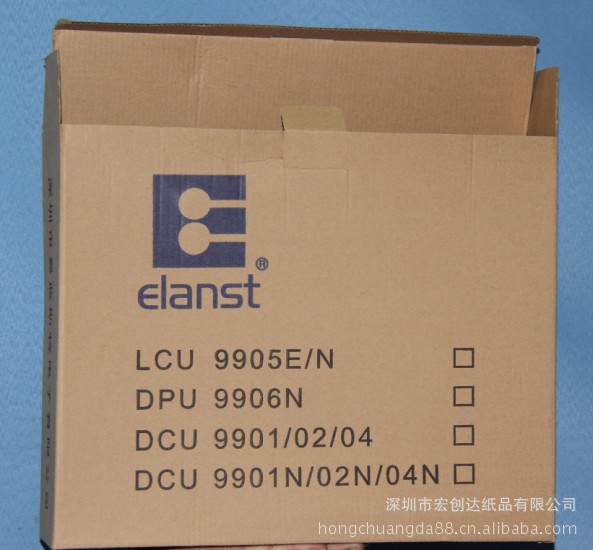 elanst®
LCU 9905E/N
DPU 9906N
DCU 9901/02/04
DCU 9901N/02N/04N
深圳市宏创达纸品有限公司
hongchuangda88.cn.alibaba.com